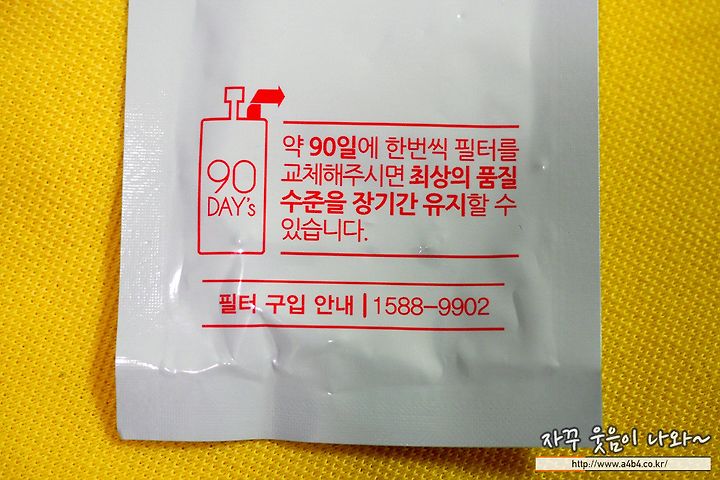 90
DAY's
약 90일에 한번씩 필터를
교체해주시면 최상의 품질
수준을 장기간 유지할 수
있습니다.
필터 구입 안내 | 1588-9902
자꾸 웃음이 나와~
http://www.a4b4.co.kr/